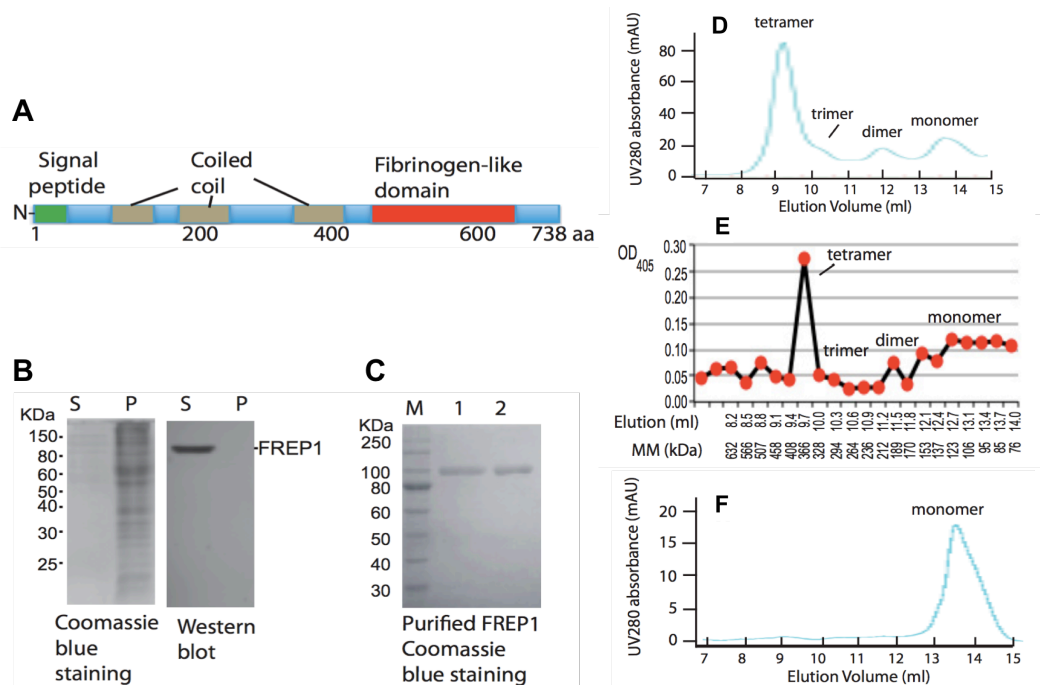 A
Signal
peptide
Coiled
coil
Fibrinogen-like
domain
N-
1 200 400 600 738 aa
B
S P S P
KDa
150-
80-
60-
50-
40-
30-
25-
-FREP1
Coomassie
blue
staining
Western
blot
C
M 1 2
KDa
250
100
80
60
50
40
30
Purified FREP1
Coomassie
blue staining
D
tetramer
trimer
dimer
monomer
UV280 absorbance (mAU)
80
60
40
20
0
7 8 9 10 11 12 13 14 15
Elution Volume (ml)
E
OD405
0.30
0.25
0.20
0.15
0.10
0.05
0.00
tetramer
trimer
dimer
monomer
Elution (ml) 8.2 8.5 8.8 9.1 9.4 9.7 10.0 10.3 10.6 10.9 11.2 11.5 11.8 12.1 12.4 12.7 13.1 13.4 13.7 14.0
MM (kDa) 632 566 507 458 408 366 328 294 264 236 212 189 170 153 137 123 106 95 85 76
F
monomer
UV280 absorbance (mAU)
20
15
10
5
0
7 8 9 10 11 12 13 14 15
Elution Volume (ml)